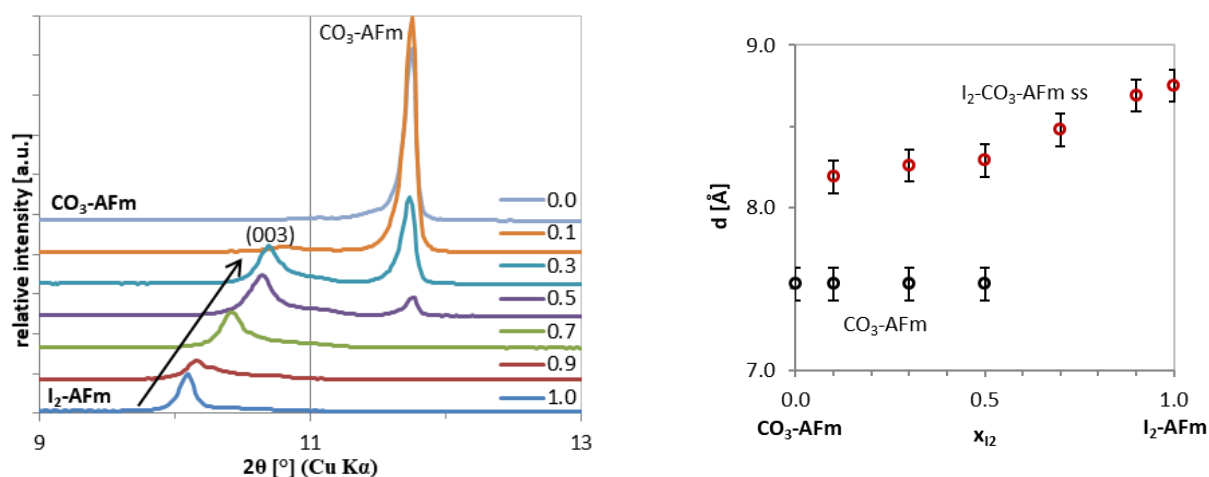 CO₃-AFm
relative intensity [a.u.]
CO₃-AFm
(003)
I₂-AFm
0.0
0.1
0.3
0.5
0.7
0.9
1.0
9
11
13
2θ [°] (Cu Kα)
9.0
8.0
7.0
d [Å]
I₂-CO₃-AFm ss
CO₃-AFm
0.0
0.5
1.0
CO₃-AFm
x_I2
I₂-AFm